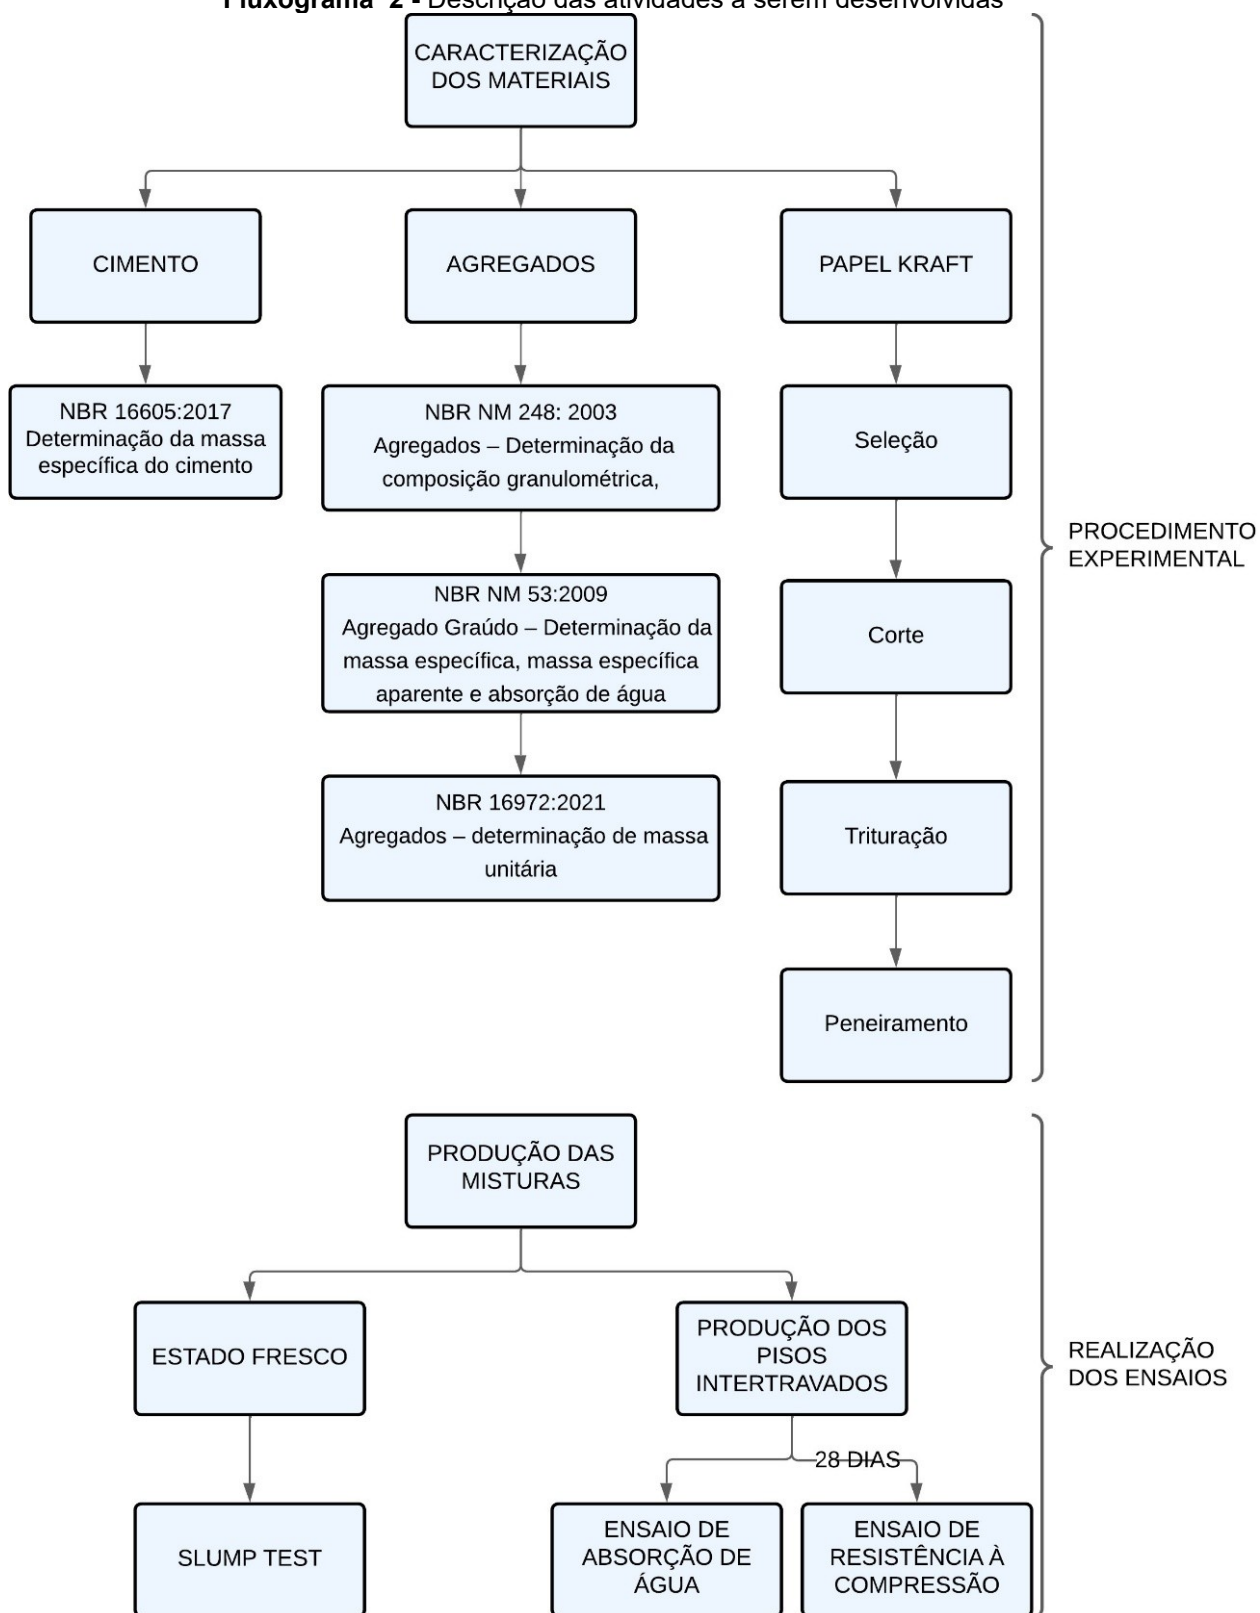 Fluxograma 2 - Descrição das atividades a serem desenvolvidas
CARACTERIZAÇÃO
DOS MATERIAIS
CIMENTO
AGREGADOS
PAPEL KRAFT
NBR 16605:2017
Determinação da massa
específica do cimento
NBR NM 248: 2003
Agregados – Determinação da
composição granulométrica,
Seleção
PROCEDIMENTO
EXPERIMENTAL
NBR NM 53:2009
Agregado Graúdo – Determinação da
massa específica, massa específica
aparente e absorção de água
Corte
NBR 16972:2021
Agregados – determinação de massa
unitária
Trituração
Peneiramento
PRODUÇÃO DAS
MISTURAS
ESTADO FRESCO
PRODUÇÃO DOS
PISOS
INTERTRAVADOS
REALIZAÇÃO
DOS ENSAIOS
28 DIAS
SLUMP TEST
ENSAIO DE
ABSORÇÃO DE
ÁGUA
ENSAIO DE
RESISTÊNCIA À
COMPRESSÃO